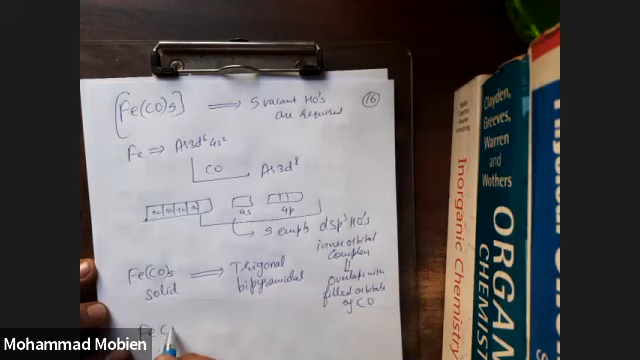 [Fe(CO)5 ⟹ 5 vacant HO's
are required
16
Fe ⟹ Ar3d⁶ 4s²
CO → Ar3d⁸
4s 4p
5 empty dsp³ HO's
inner orbital
complex
Overlaps with
filled orbitals
of CO
Fe(CO)5 ⟹ Trigonal
solid bipyramidal
Fe C
Inorganic Chemistry
Clayden,
Greeves,
Warren
and
Wothers
ORGANIC
CHEMISTRY
Mohammad Mobien